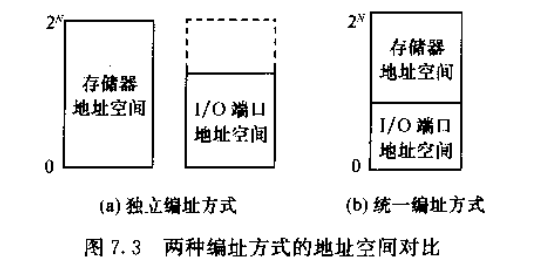 2^N
存储器
地址空间
0
I/O 端口
地址空间
2^N
存储器
地址空间
I/O 端口
地址空间
0
(a) 独立编址方式
(b) 统一编址方式
图 7.3 两种编址方式的地址空间对比